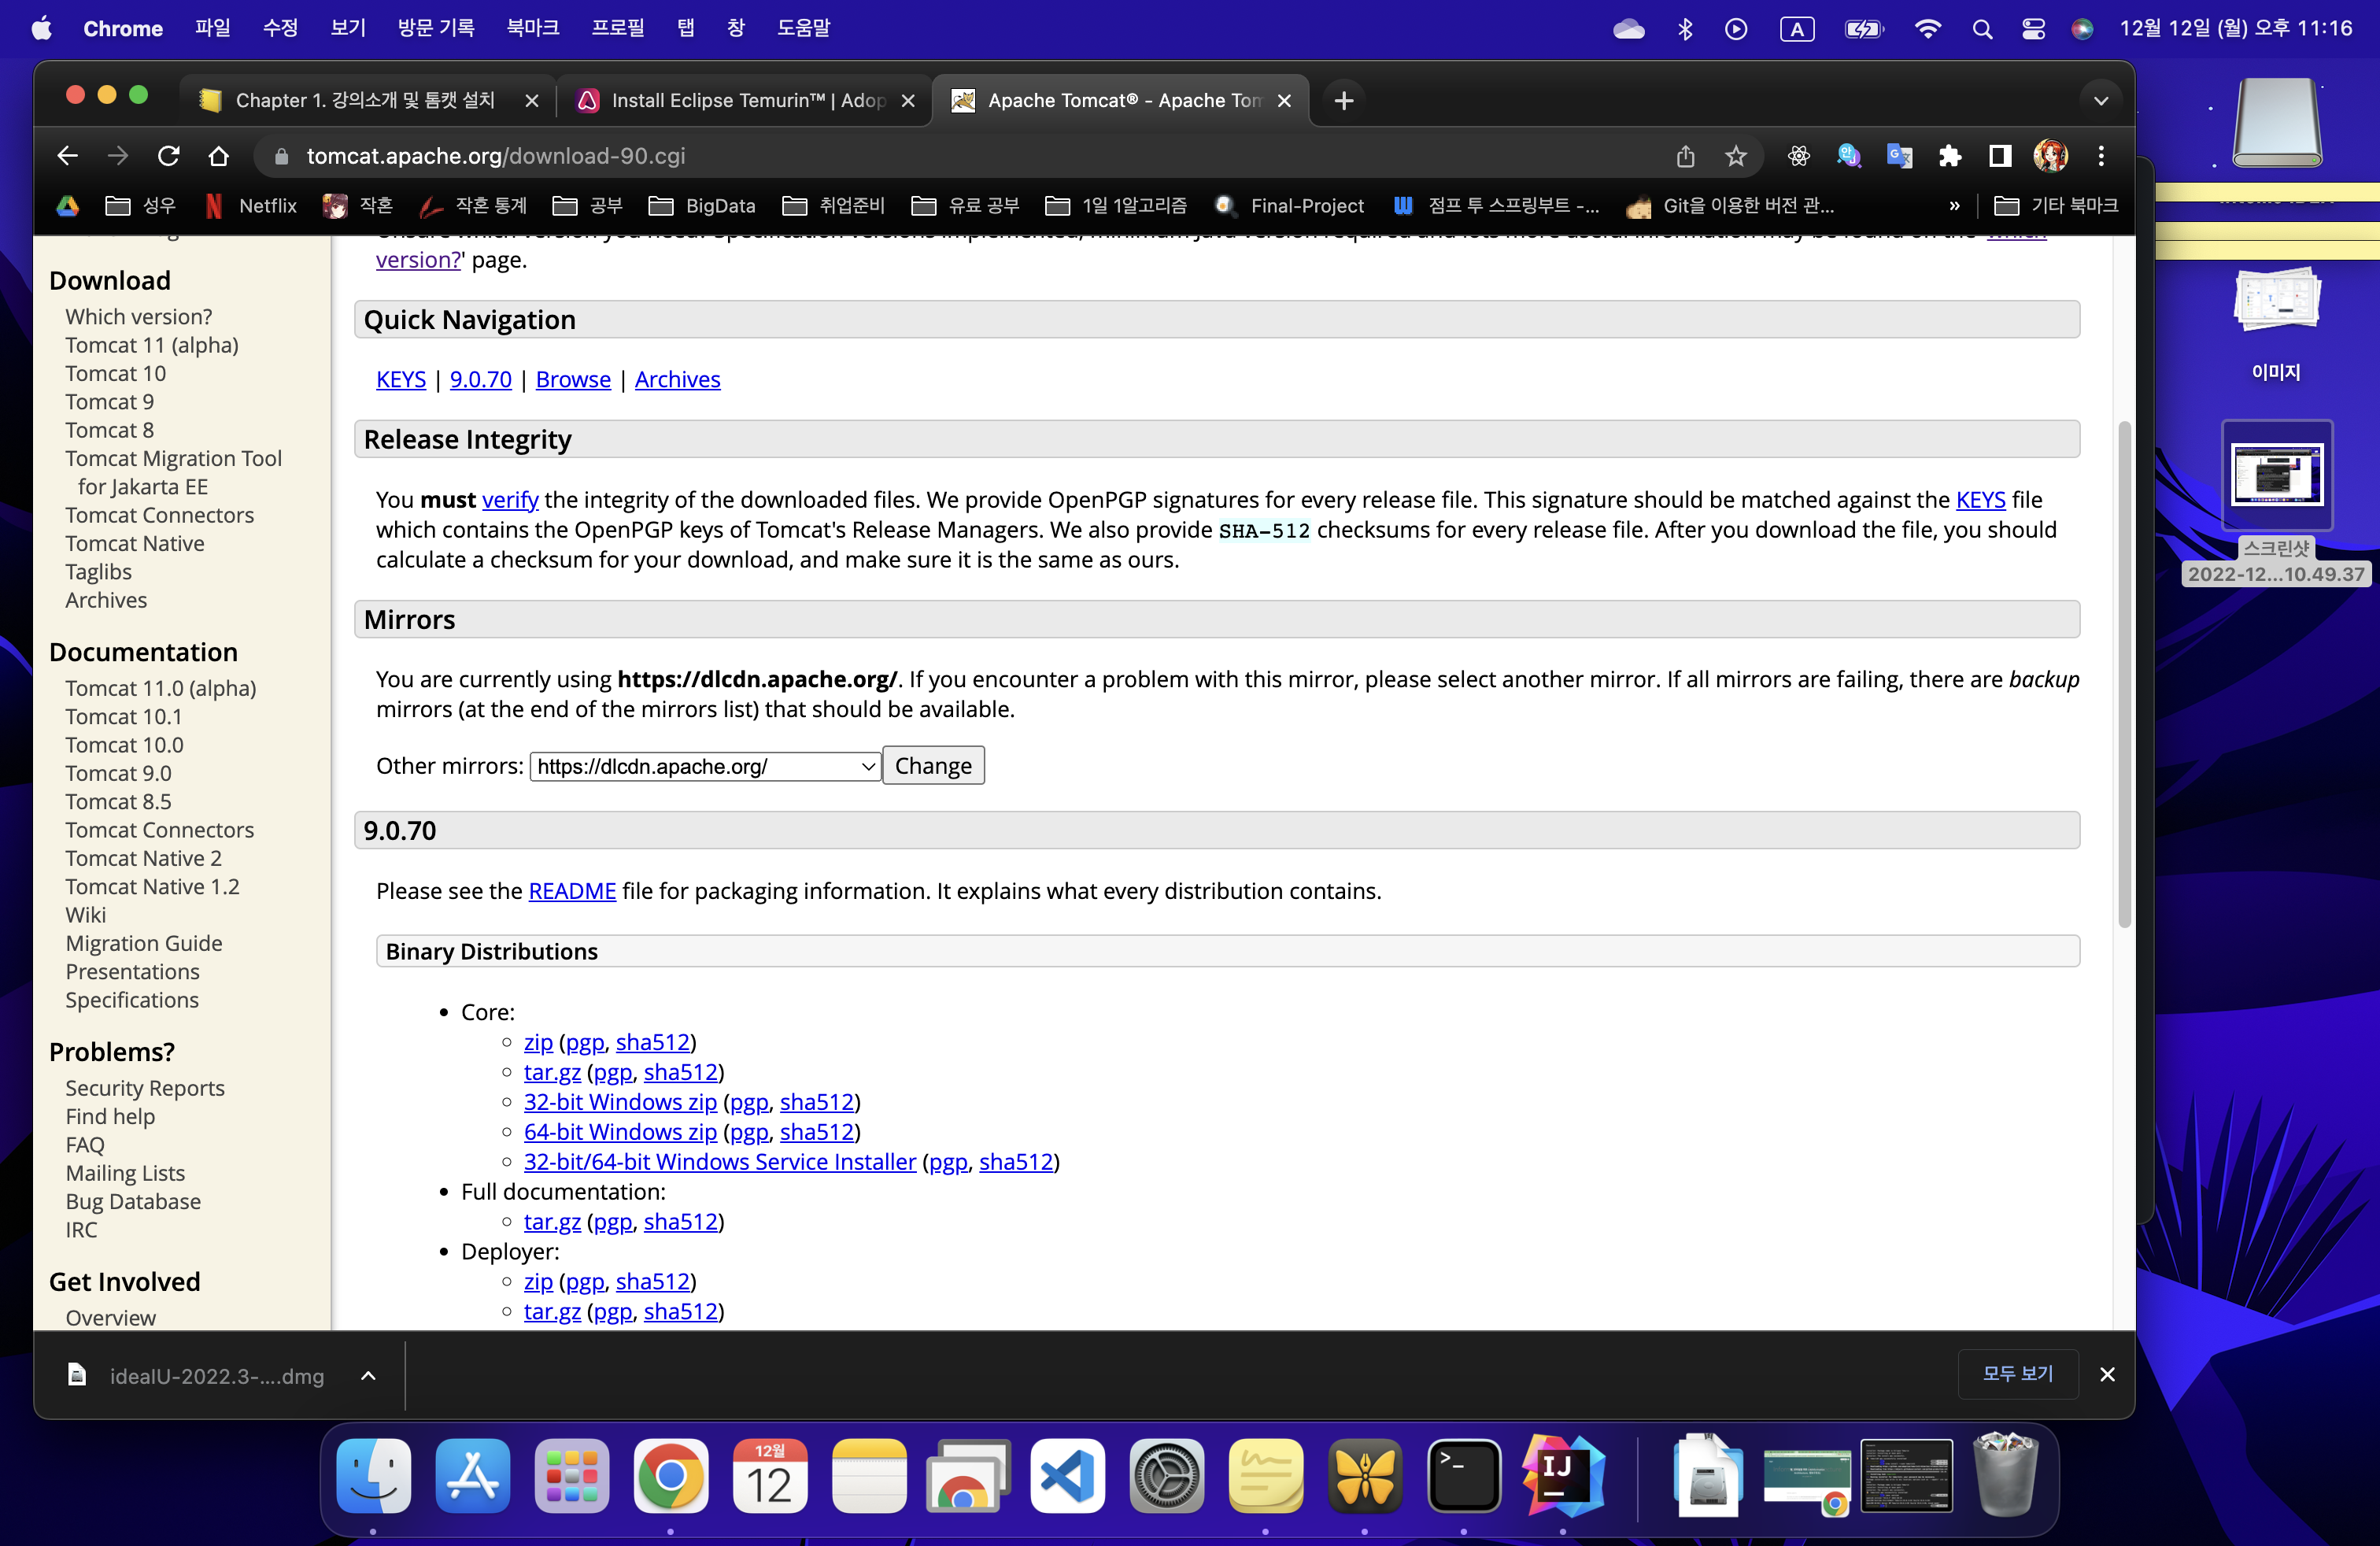 Chrome 파일 수정 보기 방문 기록 북마크 프로필 탭 창 도움말 A 12월 12일 (월) 오후 11:16
Chapter 1. 강의소개 및 톰캣 설치 Install Eclipse Temurin™ | Adop Apache Tomcat® - Apache Tom
tomcat.apache.org/download-90.cgi
성우 Netflix 작혼 작혼 통계 공부 BigData 취업준비 유료 공부 1일 1알고리즘 Final-Project 점프 투 스프링부트 -... Git을 이용한 버전 관... » 기타 북마크
version?' page.
Download
Which version?
Tomcat 11 (alpha)
Tomcat 10
Tomcat 9
Tomcat 8
Tomcat Migration Tool
for Jakarta EE
Tomcat Connectors
Tomcat Native
Taglibs
Archives
Documentation
Tomcat 11.0 (alpha)
Tomcat 10.1
Tomcat 10.0
Tomcat 9.0
Tomcat 8.5
Tomcat Connectors
Tomcat Native 2
Tomcat Native 1.2
Wiki
Migration Guide
Presentations
Specifications
Problems?
Security Reports
Find help
FAQ
Mailing Lists
Bug Database
IRC
Get Involved
Overview
Quick Navigation
KEYS | 9.0.70 | Browse | Archives
Release Integrity
You must verify the integrity of the downloaded files. We provide OpenPGP signatures for every release file. This signature should be matched against the KEYS file
which contains the OpenPGP keys of Tomcat's Release Managers. We also provide SHA-512 checksums for every release file. After you download the file, you should
calculate a checksum for your download, and make sure it is the same as ours.
Mirrors
You are currently using https://dlcdn.apache.org/. If you encounter a problem with this mirror, please select another mirror. If all mirrors are failing, there are backup
mirrors (at the end of the mirrors list) that should be available.
Other mirrors: https://dlcdn.apache.org/ Change
9.0.70
Please see the README file for packaging information. It explains what every distribution contains.
Binary Distributions
Core:
zip (pgp, sha512)
tar.gz (pgp, sha512)
32-bit Windows zip (pgp, sha512)
64-bit Windows zip (pgp, sha512)
32-bit/64-bit Windows Service Installer (pgp, sha512)
Full documentation:
tar.gz (pgp, sha512)
Deployer:
zip (pgp, sha512)
tar.gz (pgp, sha512)
이미지
스크린샷
2022-12...10.49.37
ideaIU-2022.3-....dmg 모두 보기
12월
12
IJ